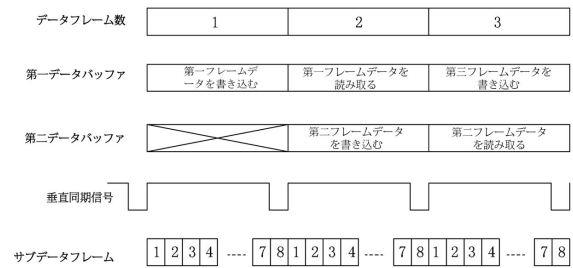 データフレーム数 1 2 3
第一データバッファ 第一フレームデ 第一フレームデータを 第三フレームデータを
ータを書き込む 読み取る 書き込む
第二データバッファ 第二フレームデータ 第二フレームデータ
を書き込む を読み取る
垂直同期信号
サブデータフレーム 1 2 3 4 ---- 7 8 1 2 3 4 ---- 7 8 1 2 3 4 ---- 7 8